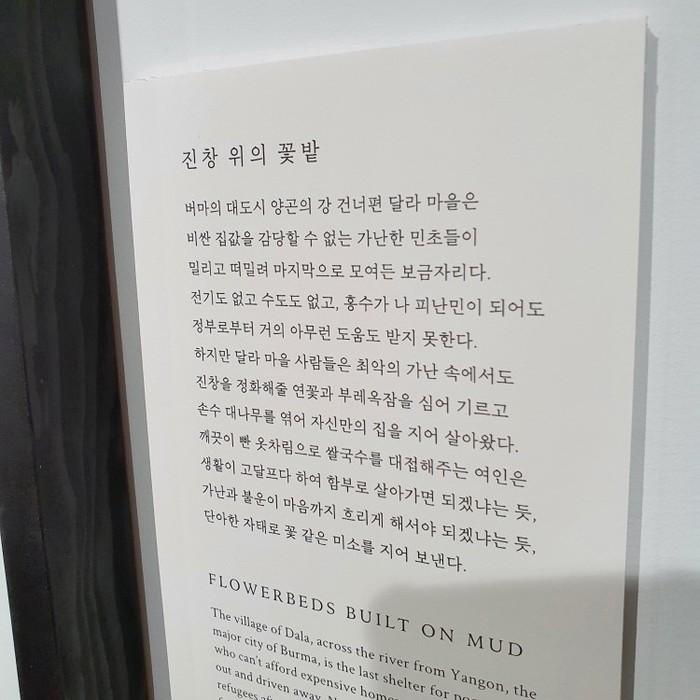 진창 위의 꽃밭
버마의 대도시 양곤의 강 건너편 달라 마을은
비싼 집값을 감당할 수 없는 가난한 민초들이
밀리고 떠밀려 마지막으로 모여든 보금자리다.
전기도 없고 수도도 없고, 홍수가 나 피난민이 되어도
정부로부터 거의 아무런 도움도 받지 못한다.
하지만 달라 마을 사람들은 최악의 가난 속에서도
진창을 정화해줄 연꽃과 부레옥잠을 심어 기르고
손수 대나무를 엮어 자신만의 집을 지어 살아왔다.
깨끗이 빤 옷차림으로 쌀국수를 대접해주는 여인은
생활이 고달프다 하여 함부로 살아가면 되겠냐는 듯,
가난과 불운이 마음까지 흐리게 해서야 되겠냐는 듯,
단아한 자태로 꽃 같은 미소를 지어 보낸다.
FLOWERBEDS BUILT ON MUD
The village of Dala, across the river from Yangon, the
major city of Burma, is the last shelter for
who can't afford expensive
out and driven away.
refugees